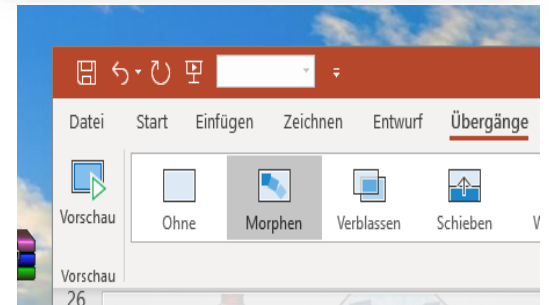 Datei Start Einfügen Zeichnen Entwurf Übergänge
Vorschau Ohne Morphen Verblassen Schieben
Vorschau
26